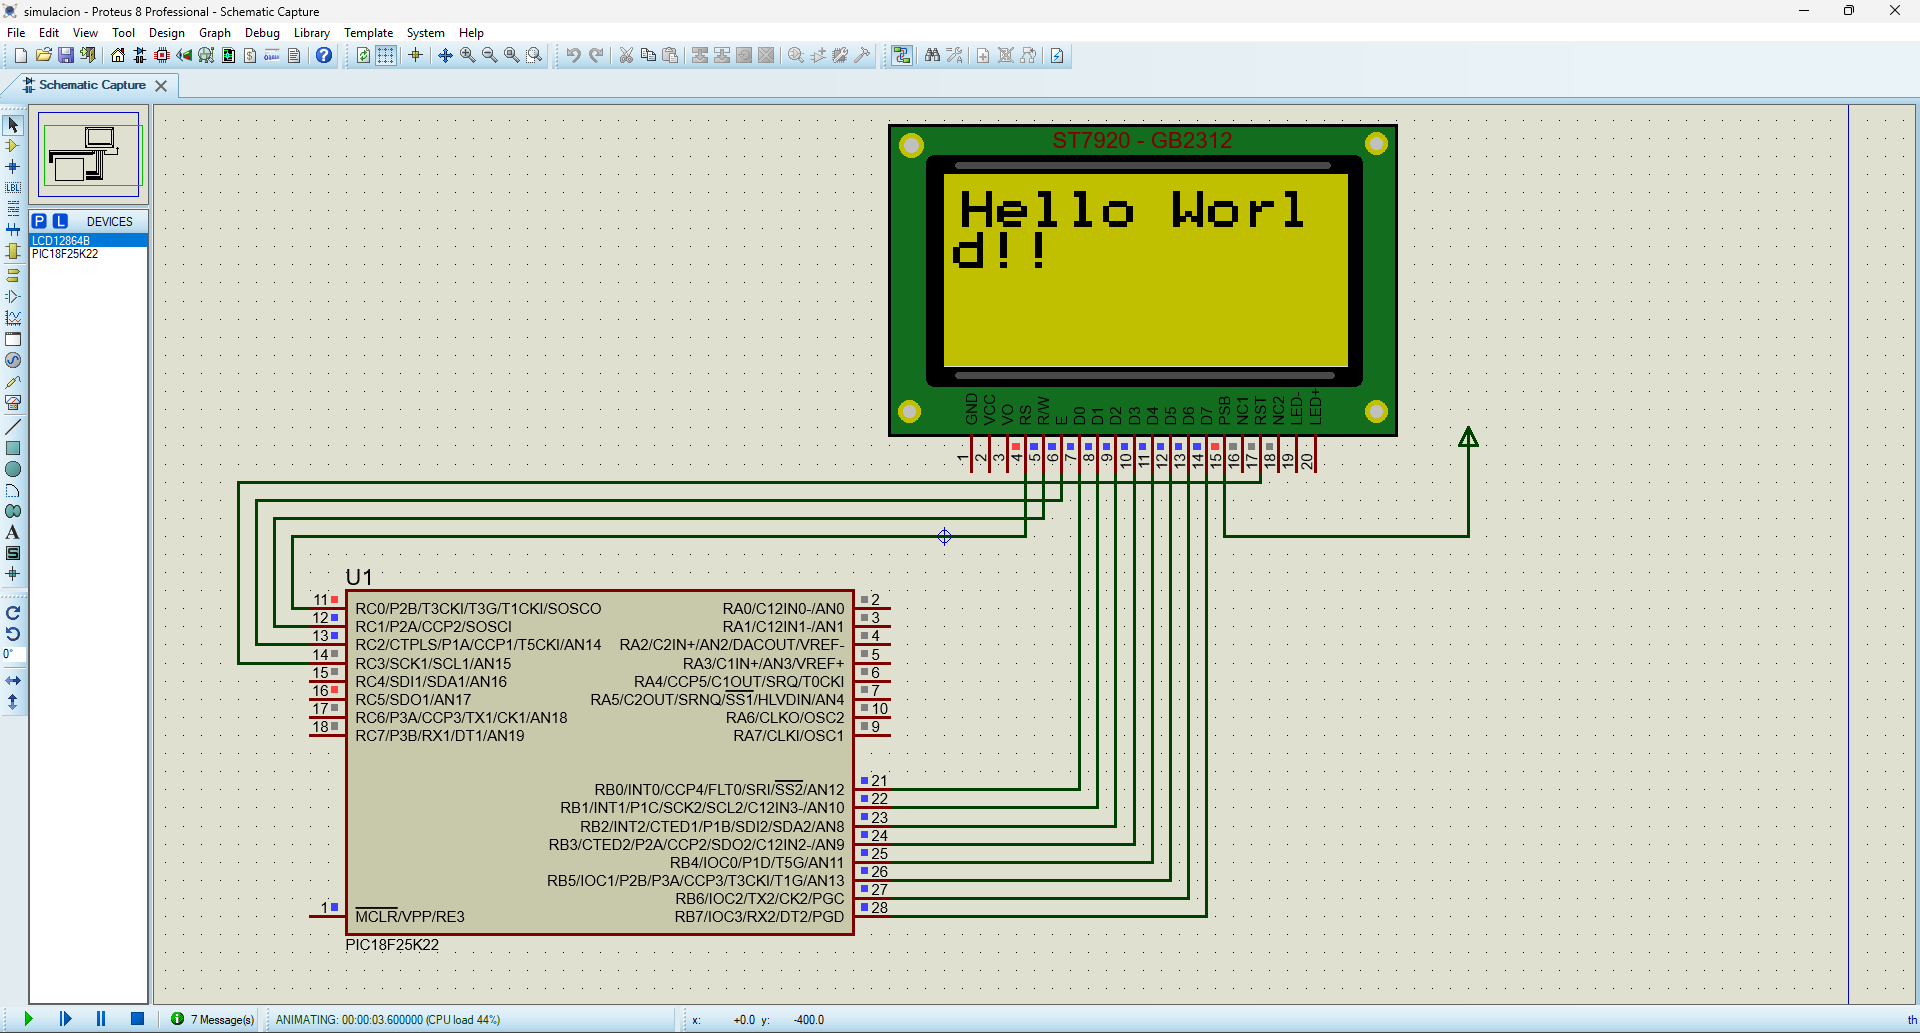 simulacion - Proteus 8 Professional - Schematic Capture
File Edit View Tool Design Graph Debug Library Template System Help
Schematic Capture
P L DEVICES
LCD12864B
PIC18F25K22
LBL
A
S
0°
ST7920 - GB2312
Hello Worl
d!!
GND VCC VO RS R/W E D0 D1 D2 D3 D4 D5 D6 D7 PSB NC1 RST NC2 LED- LED+
1 2 3 4 5 6 7 8 9 10 11 12 13 14 15 16 17 18 19 20
U1
11 RC0/P2B/T3CKI/T3G/T1CKI/SOSCO RA0/C12IN0-/AN0 2
12 RC1/P2A/CCP2/SOSCI RA1/C12IN1-/AN1 3
13 RC2/CTPLS/P1A/CCP1/T5CKI/AN14 RA2/C2IN+/AN2/DACOUT/VREF- 4
14 RC3/SCK1/SCL1/AN15 RA3/C1IN+/AN3/VREF+ 5
15 RC4/SDI1/SDA1/AN16 RA4/CCP5/C1OUT/SRQ/T0CKI 6
16 RC5/SDO1/AN17 RA5/C2OUT/SRNQ/SS1/HLVDIN/AN4 7
17 RC6/P3A/CCP3/TX1/CK1/AN18 RA6/CLKO/OSC2 10
18 RC7/P3B/RX1/DT1/AN19 RA7/CLKI/OSC1 9
RB0/INT0/CCP4/FLT0/SRI/SS2/AN12 21
RB1/INT1/P1C/SCK2/SCL2/C12IN3-/AN10 22
RB2/INT2/CTED1/P1B/SDI2/SDA2/AN8 23
RB3/CTED2/P2A/CCP2/SDO2/C12IN2-/AN9 24
RB4/IOC0/P1D/T5G/AN11 25
RB5/IOC1/P2B/P3A/CCP3/T3CKI/T1G/AN13 26
RB6/IOC2/TX2/CK2/PGC 27
1 MCLR/VPP/RE3 RB7/IOC3/RX2/DT2/PGD 28
PIC18F25K22
7 Message(s) ANIMATING: 00:00:03.600000 (CPU load 44%) x: +0.0 y: -400.0 th